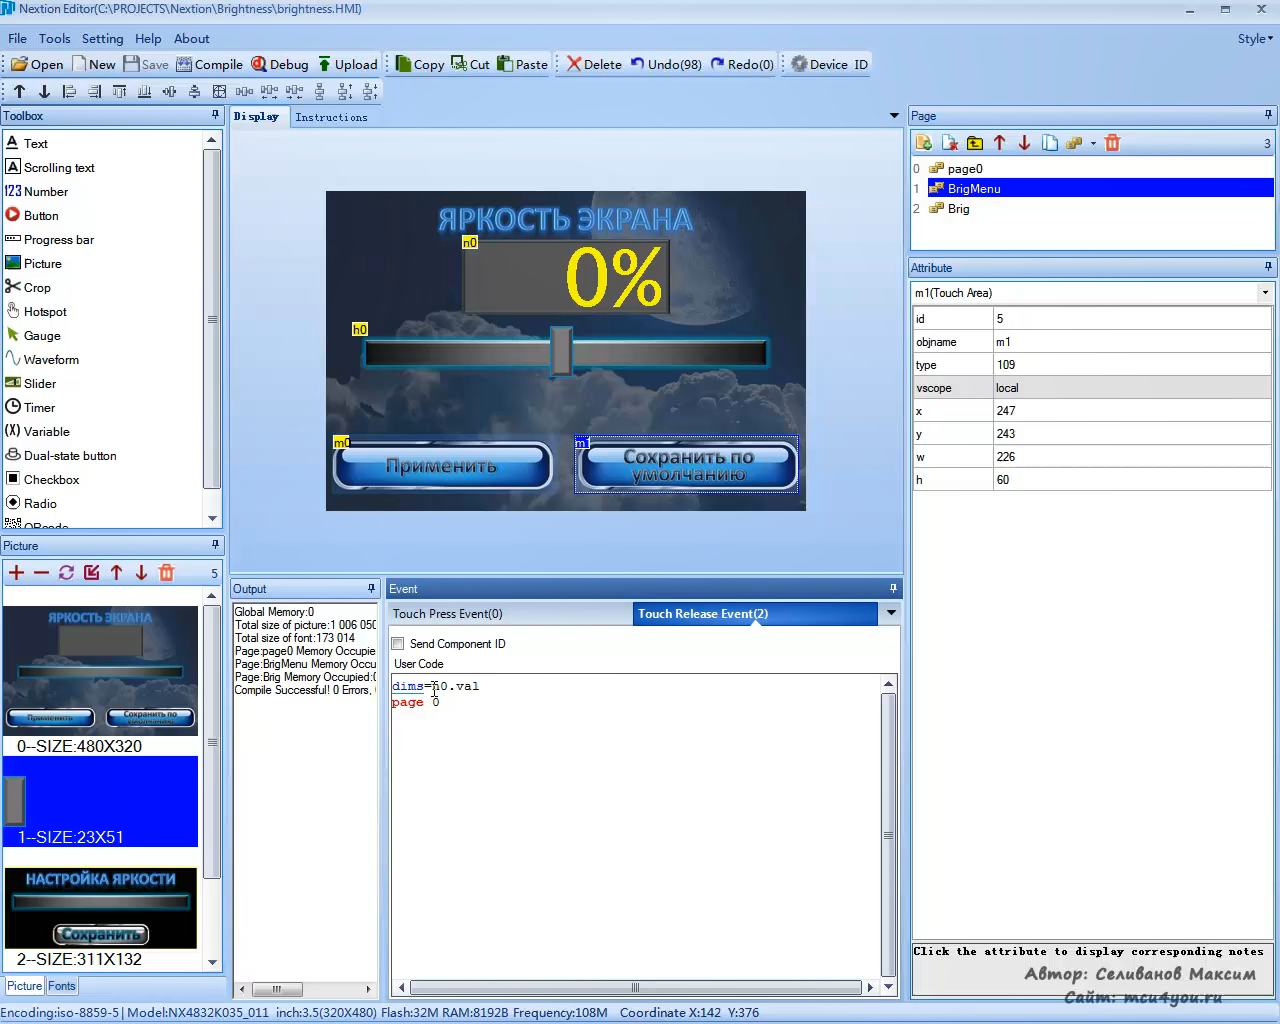 Nextion Editor(C:\PROJECTS\Nextion\Brightness\brightness.HMI)
File Tools Setting Help About Style
Open New Save Compile Debug Upload Copy Cut Paste Delete Undo(98) Redo(0) Device ID
Toolbox
Text
Scrolling text
Number
Button
Progress bar
Picture
Crop
Hotspot
Gauge
Waveform
Slider
Timer
Variable
Dual-state button
Checkbox
Radio
QRcode
Picture
5
ЯРКОСТЬ ЭКРАНА
Применить
Сохранить по
умолчанию
0--SIZE:480X320
1--SIZE:23X51
НАСТРОЙКА ЯРКОСТИ
Сохранить
2--SIZE:311X132
Picture Fonts
Display Instructions
ЯРКОСТЬ ЭКРАНА
n0
0%
h0
m0
Применить
m1
Сохранить по
умолчанию
Output
Global Memory:0
Total size of picture:1 006 050
Total size of font:173 014
Page:page0 Memory Occupie
Page:BrigMenu Memory Occu
Page:Brig Memory Occupied:
Compile Successful! 0 Errors,
Event
Touch Press Event(0) Touch Release Event(2)
Send Component ID
User Code
dims=h0.val
page 0
Page
3
0 page0
1 BrigMenu
2 Brig
Attribute
m1(Touch Area)
id 5
objname m1
type 109
vscope local
x 247
y 243
w 226
h 60
Click the attribute to display corresponding notes
Автор: Селиванов Максим
Сайт: mcu4you.ru
Encoding:iso-8859-5| Model:NX4832K035_011 inch:3.5(320X480) Flash:32M RAM:8192B Frequency:108M Coordinate X:142 Y:376